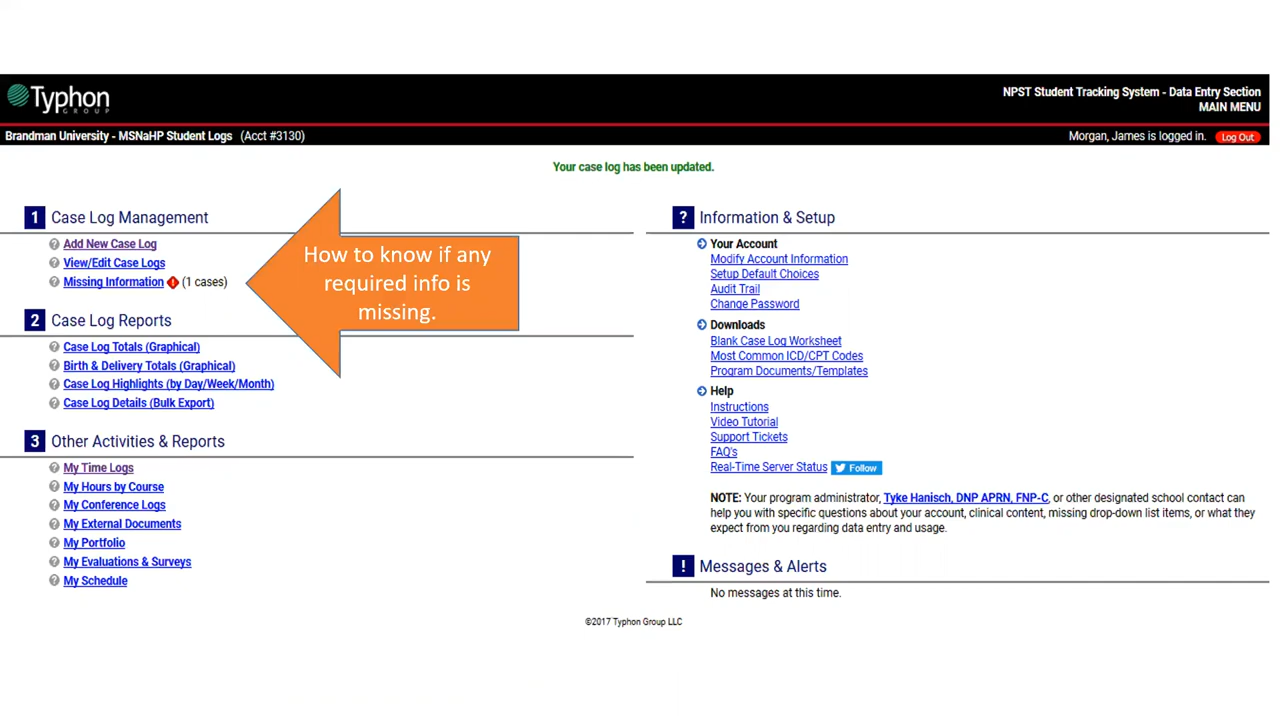 Typhon
GROUP
NPST Student Tracking System - Data Entry Section
MAIN MENU
Brandman University - MSNaHP Student Logs (Acct #3130)
Morgan, James is logged in. Log Out
Your case log has been updated.
1 Case Log Management
? Add New Case Log
? View/Edit Case Logs
? Missing Information ! (1 cases)
How to know if any
required info is
missing.
2 Case Log Reports
? Case Log Totals (Graphical)
? Birth & Delivery Totals (Graphical)
? Case Log Highlights (by Day/Week/Month)
? Case Log Details (Bulk Export)
3 Other Activities & Reports
? My Time Logs
? My Hours by Course
? My Conference Logs
? My External Documents
? My Portfolio
? My Evaluations & Surveys
? My Schedule
? Information & Setup
Your Account
Modify Account Information
Setup Default Choices
Audit Trail
Change Password
Downloads
Blank Case Log Worksheet
Most Common ICD/CPT Codes
Program Documents/Templates
Help
Instructions
Video Tutorial
Support Tickets
FAQ's
Real-Time Server Status Follow
NOTE: Your program administrator, Tyke Hanisch, DNP APRN, FNP-C, or other designated school contact can
help you with specific questions about your account, clinical content, missing drop-down list items, or what they
expect from you regarding data entry and usage.
! Messages & Alerts
No messages at this time.
©2017 Typhon Group LLC